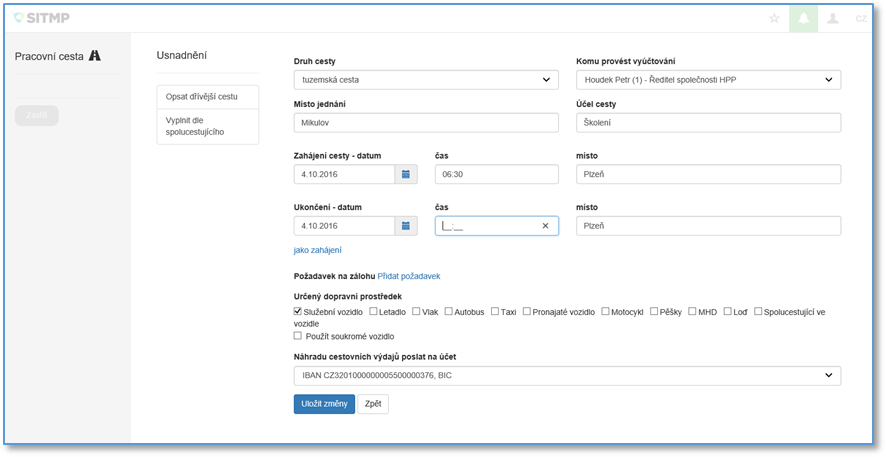 SITMP
CZ
Pracovní cesta
Zpět
Usnadnění
Opsat dřívější cestu
Vyplnit dle
spolucestujícího
Druh cesty
Komu provést vyúčtování
tuzemská cesta
Houdek Petr (1) - Ředitel společnosti HPP
Místo jednání
Účel cesty
Mikulov
Školení
Zahájení cesty - datum
čas
místo
4.10.2016
06:30
Plzeň
Ukončení - datum
čas
místo
4.10.2016
__:__
Plzeň
jako zahájení
Požadavek na zálohu Přidat požadavek
Určený dopravní prostředek
Služební vozidlo Letadlo Vlak Autobus Taxi Pronajaté vozidlo Motocykl Pěšky MHD Loď Spolucestující ve
vozidle
Použít soukromé vozidlo
Náhradu cestovních výdajů poslat na účet
IBAN CZ3201000000005500000376, BIC
Uložit změny
Zpět